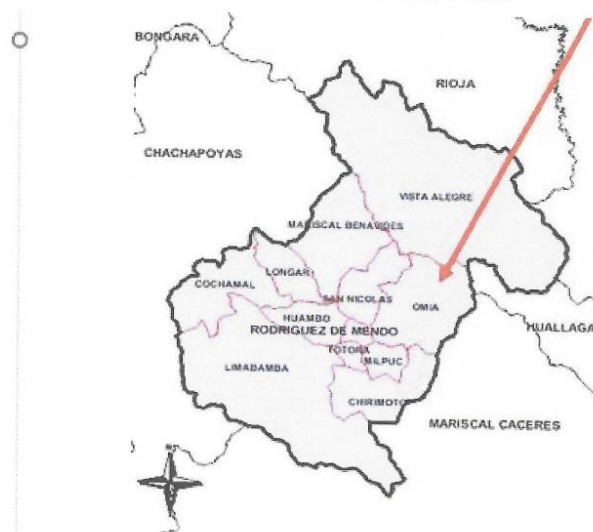 BONGARA
RIOJA
CHACHAPOYAS
VISTA ALEGRE
MARISCAL BENAVIDES
LONGAR
COCHAMAL
SAN NICOLAS
OMIA
HUAMBO
HUALLAGA
RODRIGUEZ DE MENDO
TOTORA
MILPUC
LIMABAMBA
CHIRIMOTO
MARISCAL CACERES